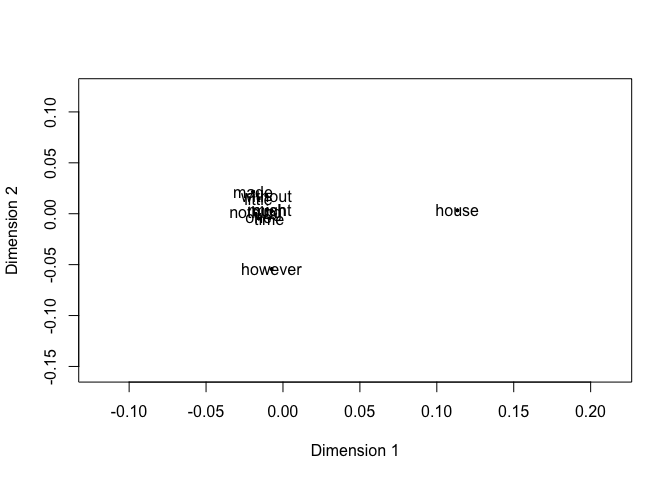 0.10
0.05
0.00
-0.05
-0.10
-0.15
Dimension 2
made
without
little
might
nothing
time
house
however
-0.10 -0.05 0.00 0.05 0.10 0.15 0.20
Dimension 1